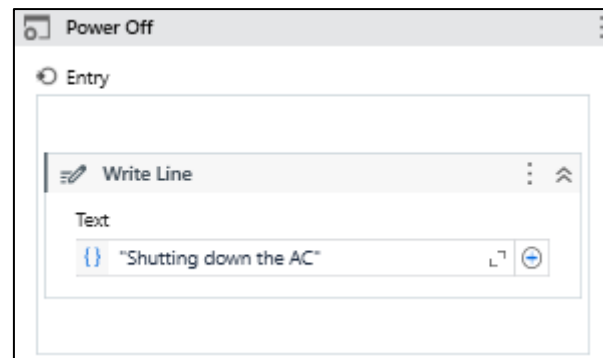 Power Off
Entry
Write Line
Text
{} "Shutting down the AC"